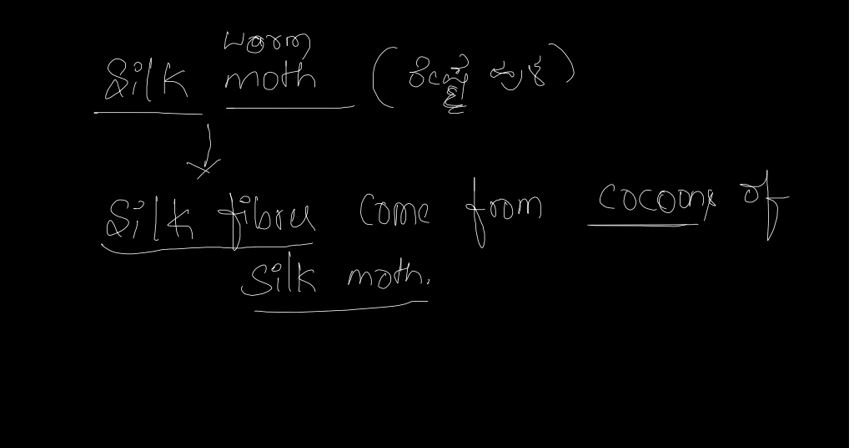 worm
Silk moth
Silk fibres come from cocoons of
Silk moth.